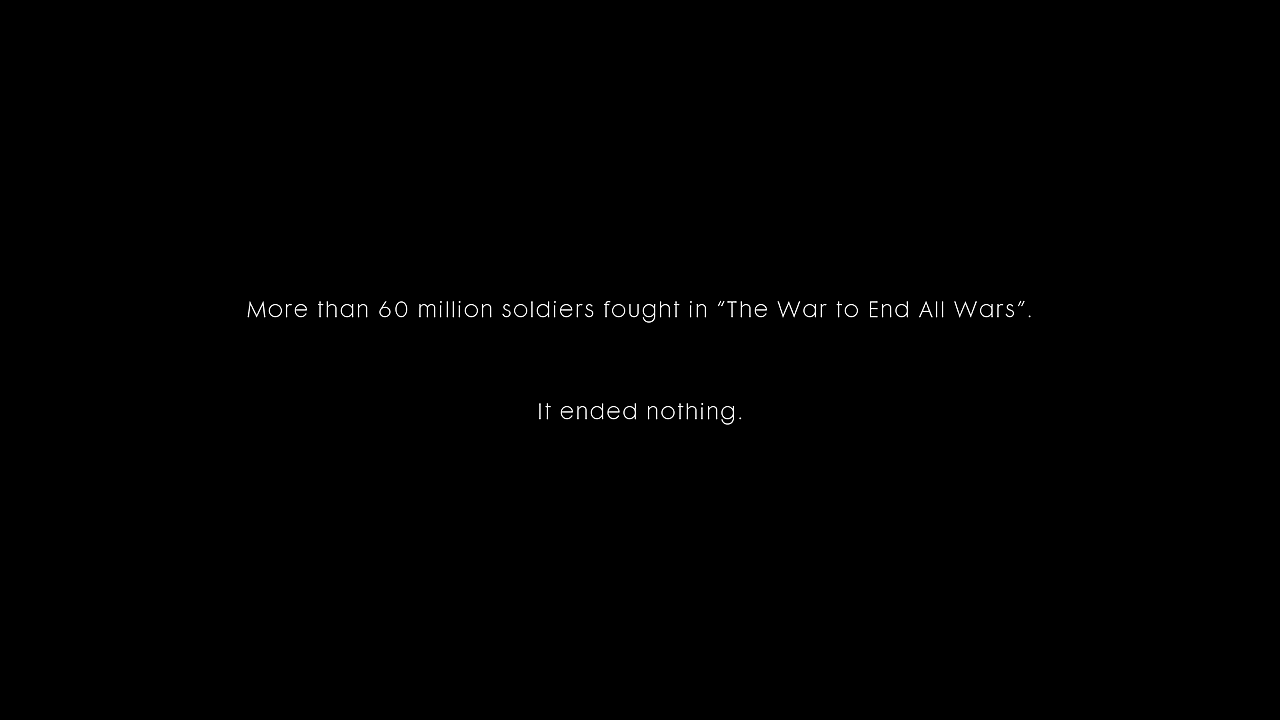 More than 60 million soldiers fought in “The War to End All Wars”.
It ended nothing.